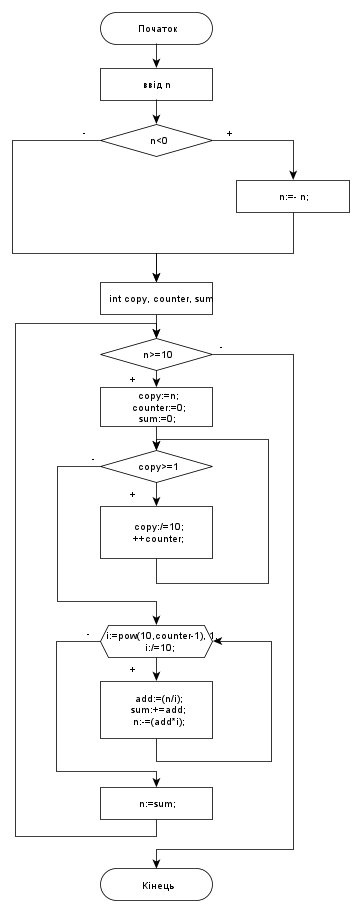 Початок
ввід n
n<0
-
+
n:=- n;
int copy, counter, sum
n>=10
-
+
copy:=n;
counter:=0;
sum:=0;
copy>=1
-
+
copy:/=10;
++counter;
i:=pow(10,counter-1), 1,
i:/=10;
-
+
add:=(n/i);
sum:+=add;
n:-=(add*i);
n:=sum;
Кінець